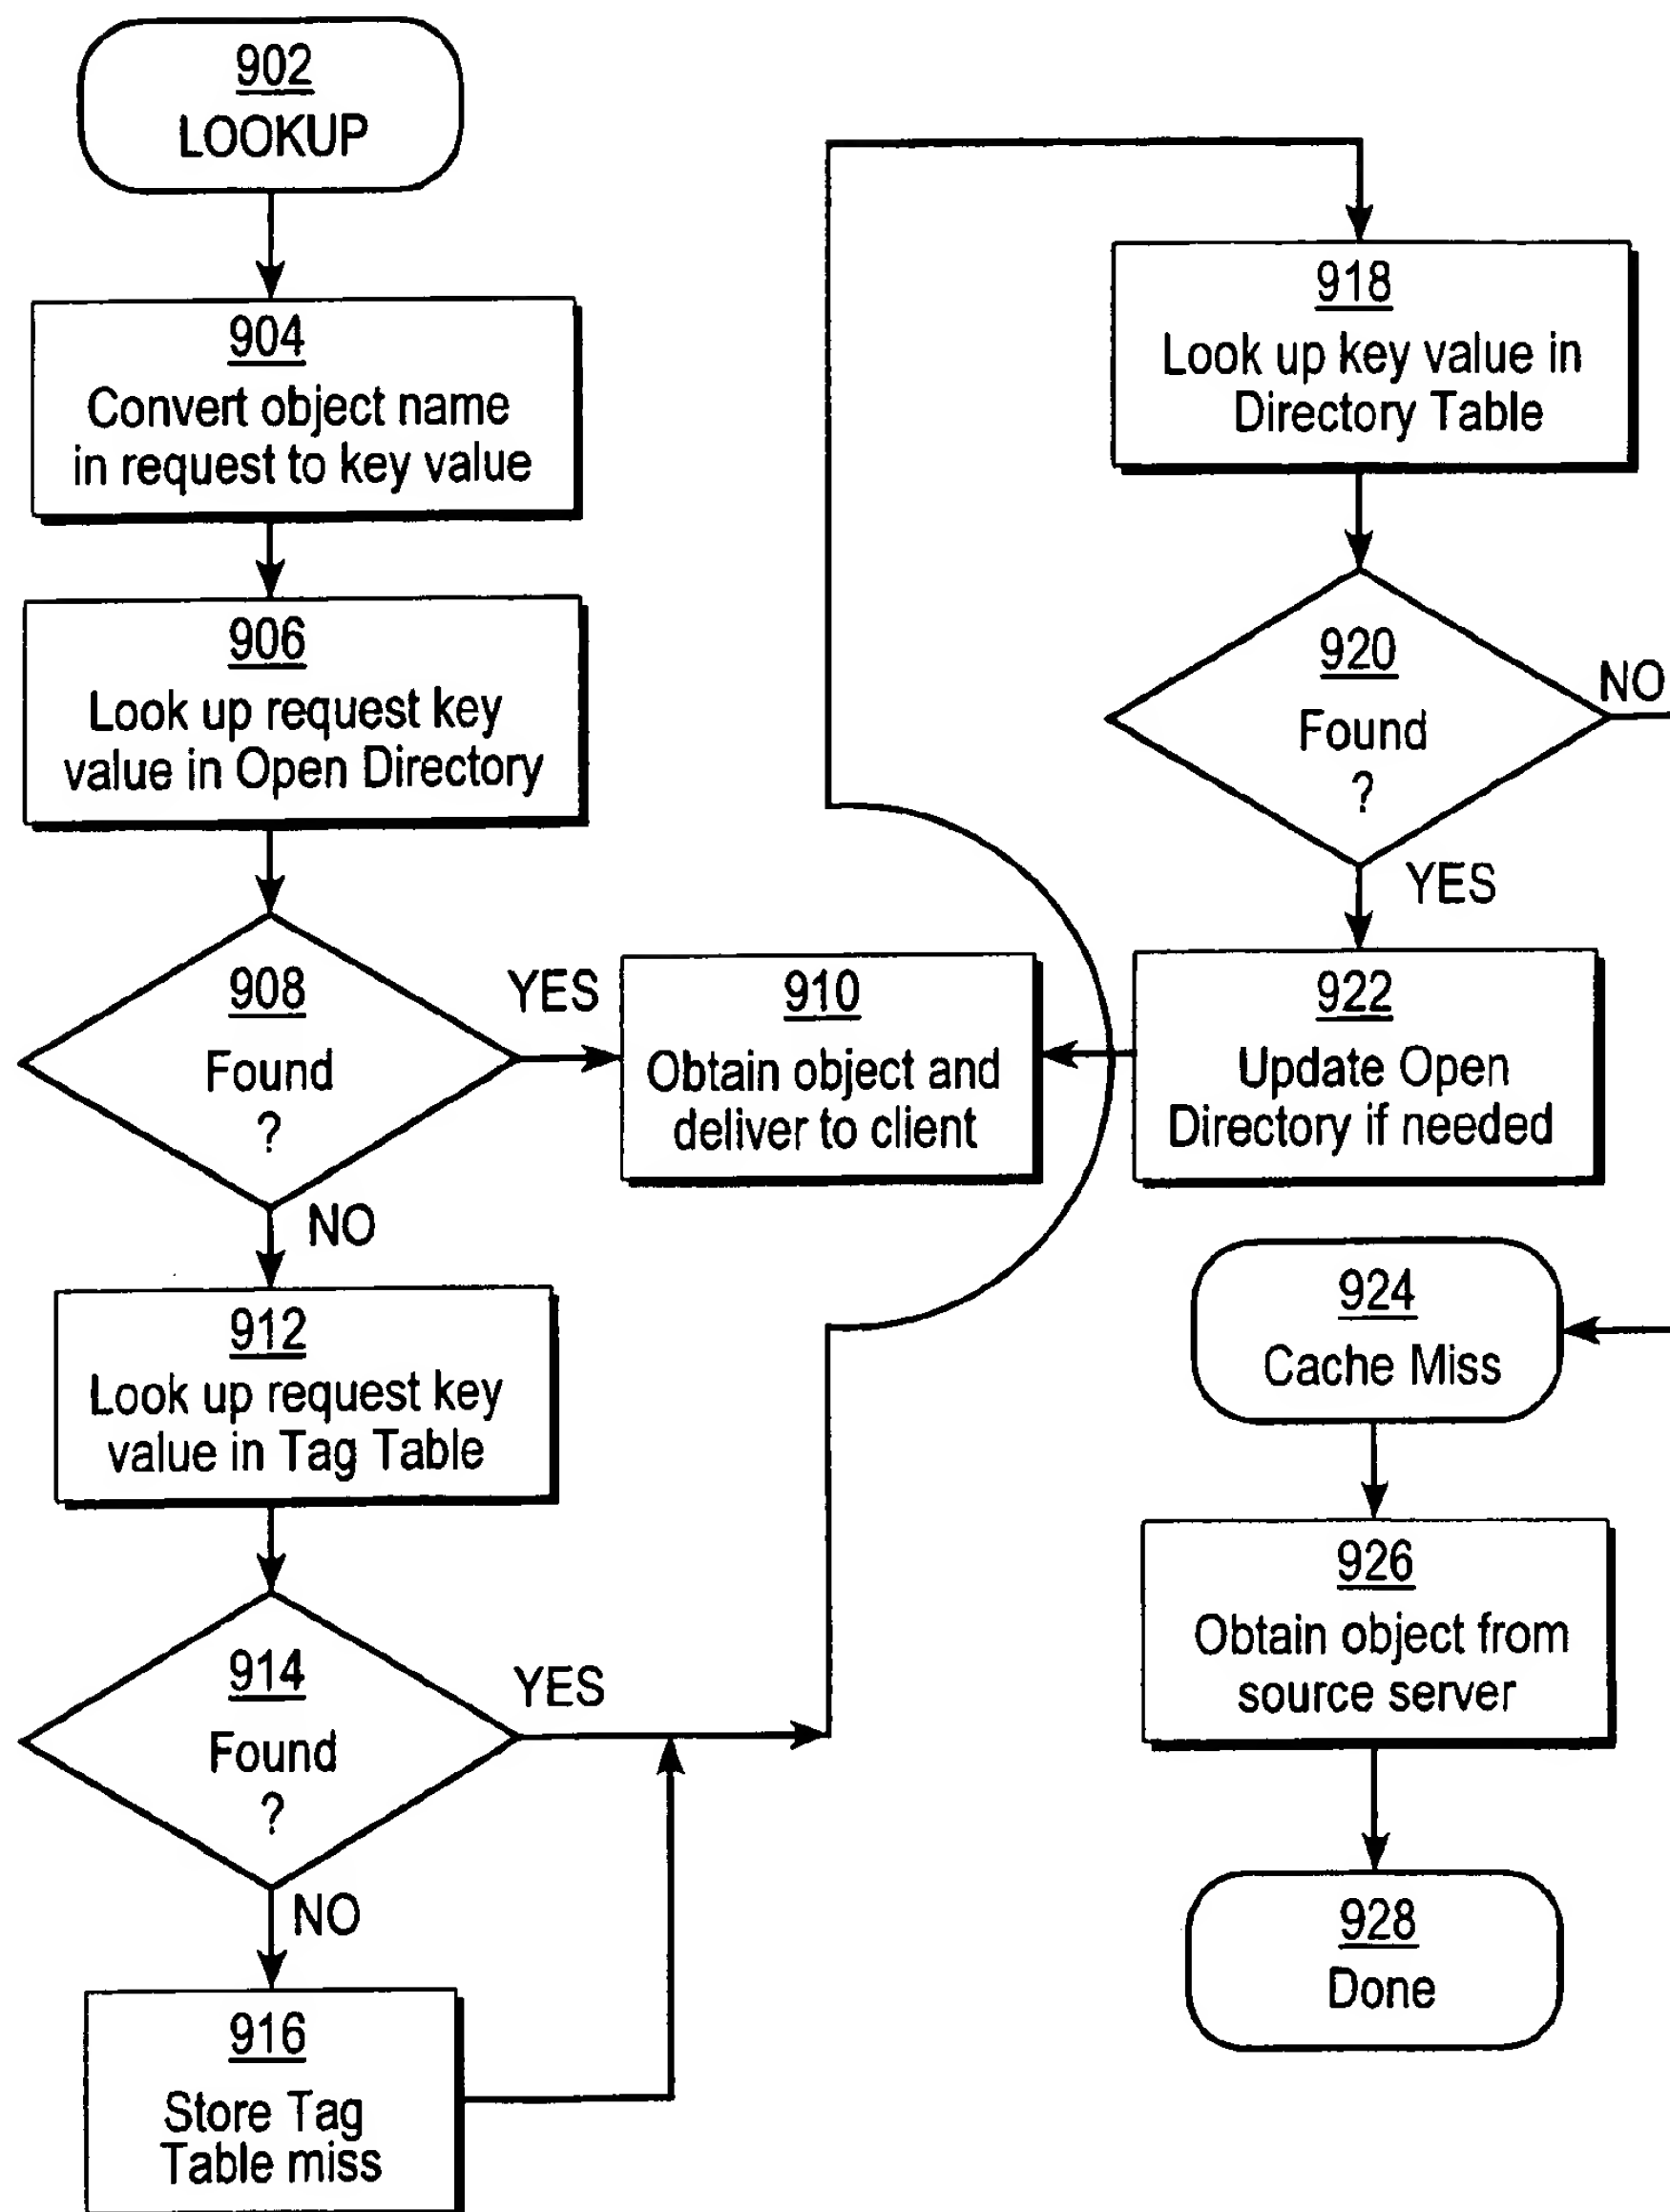 902
LOOKUP
904
Convert object name
in request to key value
906
Look up request key
value in Open Directory
908
Found
?
YES
NO
910
Obtain object and
deliver to client
912
Look up request key
value in Tag Table
914
Found
?
YES
NO
916
Store Tag
Table miss
918
Look up key value in
Directory Table
920
Found
?
NO
YES
922
Update Open
Directory if needed
924
Cache Miss
926
Obtain object from
source server
928
Done